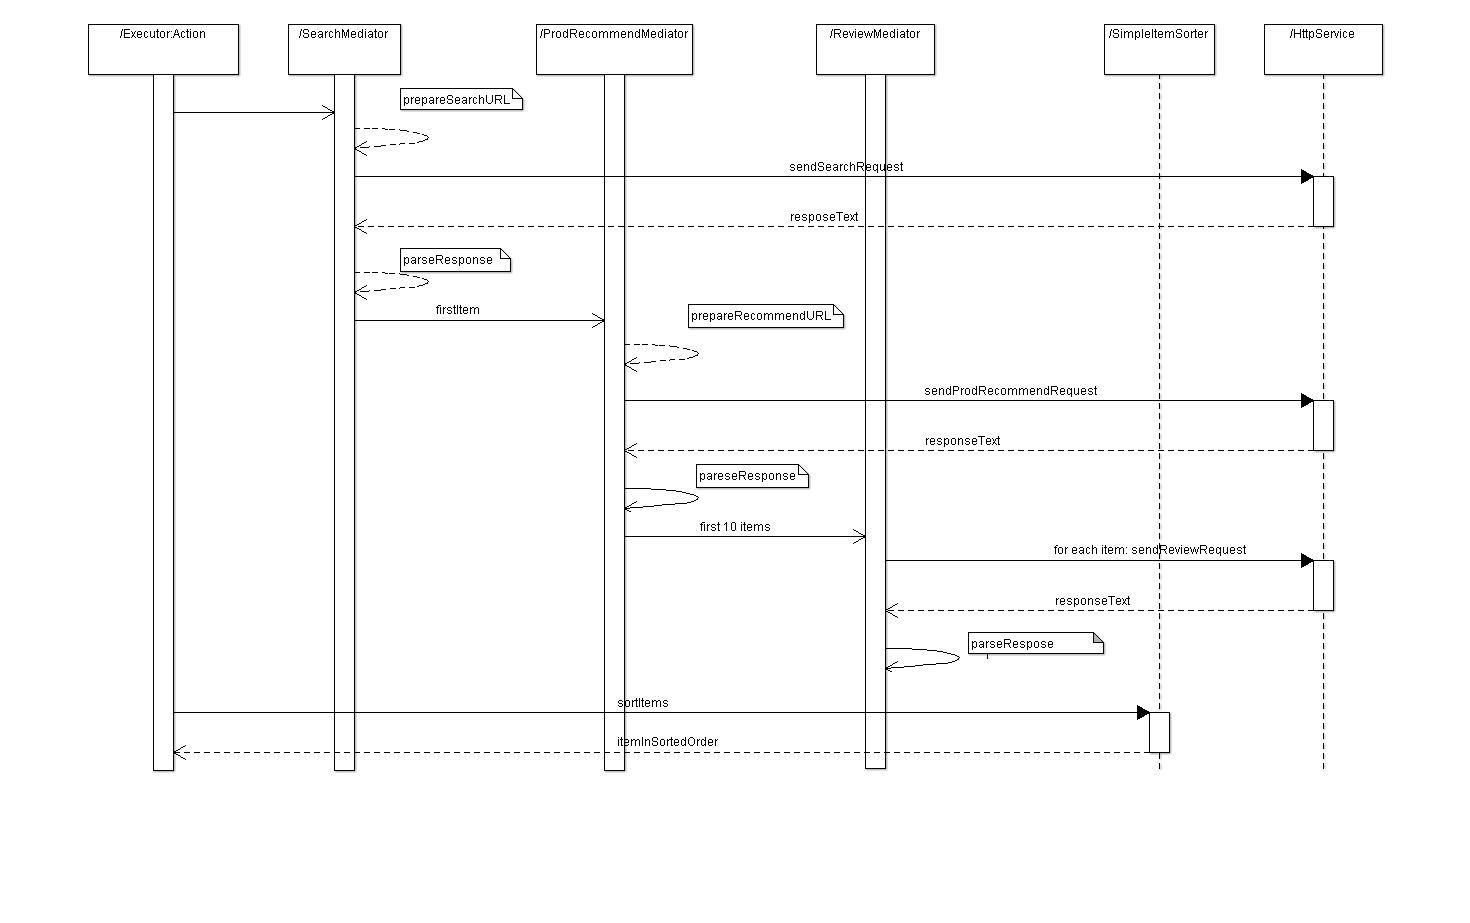 /Executor:Action
/SearchMediator
/ProdRecommendMediator
/ReviewMediator
/SimpleItemSorter
/HttpService
prepareSearchURL
sendSearchRequest
resposeText
parseResponse
firstItem
prepareRecommendURL
sendProdRecommendRequest
responseText
pareseResponse
first 10 items
for each item: sendReviewRequest
responseText
parseRespose
sortItems
itemInSortedOrder